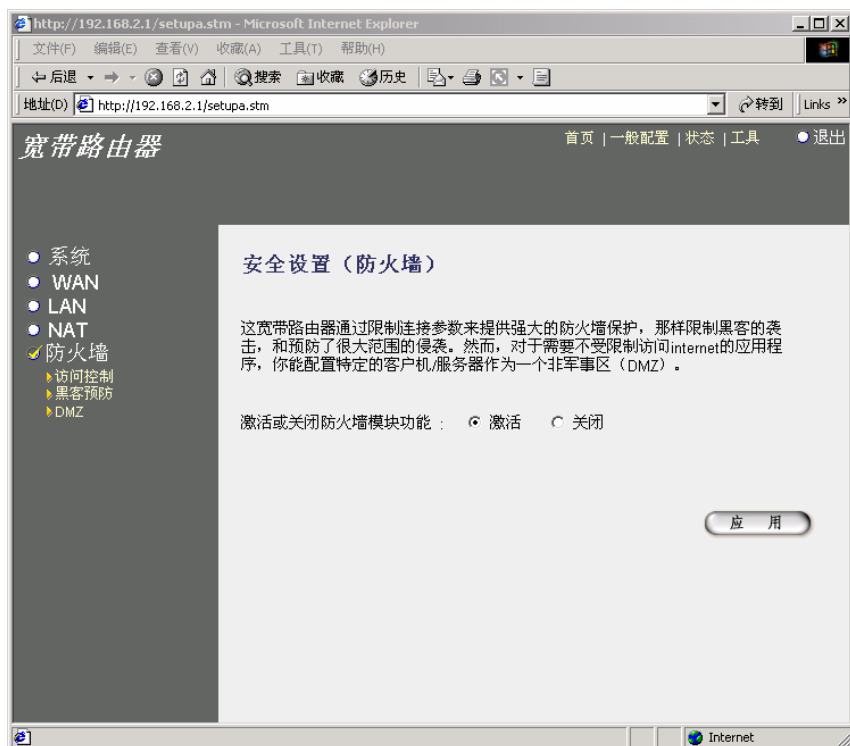 http://192.168.2.1/setupa.stm - Microsoft Internet Explorer
文件(F) 编辑(E) 查看(V) 收藏(A) 工具(T) 帮助(H)
后退 搜索 收藏 历史
地址(D) http://192.168.2.1/setupa.stm 转到 Links »
宽带路由器
首页 | 一般配置 | 状态 | 工具 退出
系统
WAN
LAN
NAT
防火墙
访问控制
黑客预防
DMZ
安全设置（防火墙）
这宽带路由器通过限制连接参数来提供强大的防火墙保护，那样限制黑客的袭
击，和预防了很大范围的侵袭。然而，对于需要不受限制访问internet的应用程
序，你能配置特定的客户机/服务器作为一个非军事区（DMZ）。
激活或关闭防火墙模块功能： 激活 关闭
应 用
Internet